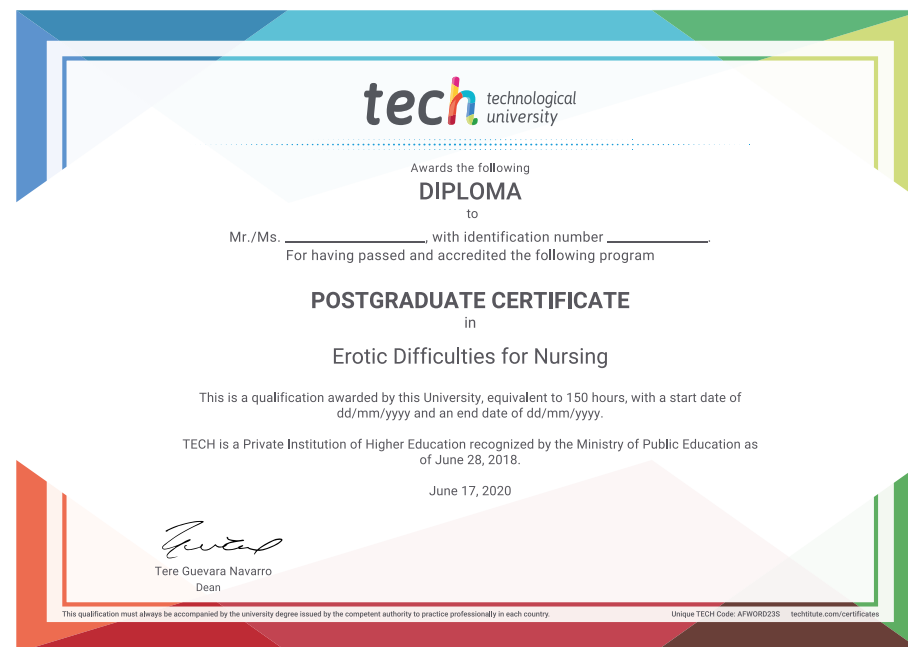 tech technological
university
Awards the following
DIPLOMA
to
Mr./Ms. ________________, with identification number ________________.
For having passed and accredited the following program
POSTGRADUATE CERTIFICATE
in
Erotic Difficulties for Nursing
This is a qualification awarded by this University, equivalent to 150 hours, with a start date of
dd/mm/yyyy and an end date of dd/mm/yyyy.
TECH is a Private Institution of Higher Education recognized by the Ministry of Public Education as
of June 28, 2018.
June 17, 2020
Tere Guevara Navarro
Dean
This qualification must always be accompanied by the university degree issued by the competent authority to practice professionally in each country. Unique TECH Code: AFWORD23S techtitute.com/certificates